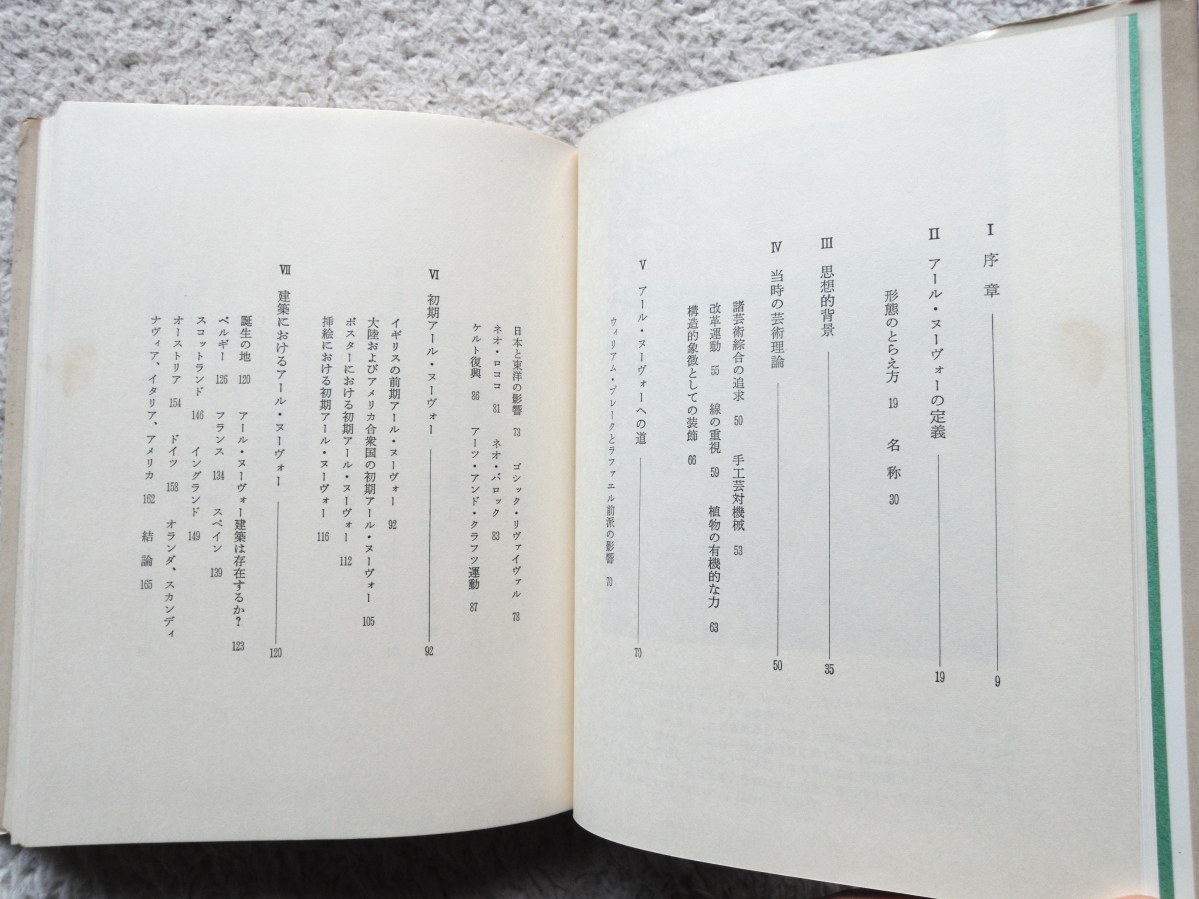 I 序章 9
II アール・ヌーヴォーの定義 19
形態のとらえ方 19 名称 30
III 思想的背景 35
IV 当時の芸術理論 50
諸芸術綜合の追求 50 手工芸対機械 53
改革運動 55 線の重視 59 植物の有機的な力 63
構造的象徴としての装飾 66
V アール・ヌーヴォーへの道 70
ウィリアム・ブレークとラファエル前派の影響 70
日本と東洋の影響 73 ゴシック・リヴァイヴァル 78
ネオ・ロココ 81 ネオ・バロック 83
ケルト復興 86 アーツ・アンド・クラフツ運動 87
VI 初期アール・ヌーヴォー 92
イギリスの前期アール・ヌーヴォー 92
大陸およびアメリカ合衆国の初期アール・ヌーヴォー 105
ポスターにおける初期アール・ヌーヴォー 112
挿絵における初期アール・ヌーヴォー 116
VII 建築におけるアール・ヌーヴォー 120
誕生の地 120 アール・ヌーヴォー建築は存在するか? 123
ベルギー 126 フランス 134 スペイン 139
スコットランド 146 イングランド 149
オーストリア 154 ドイツ 158 オランダ、スカンディ
ナヴィア、イタリア、アメリカ 162 結論 165